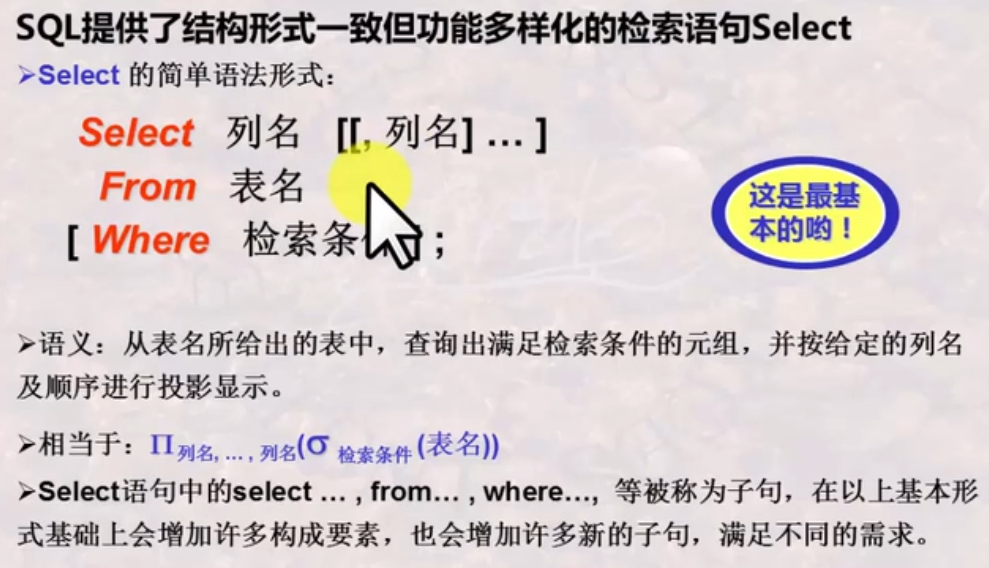 SQL提供了结构形式一致但功能多样化的检索语句Select
➢Select 的简单语法形式：
Select 列名 [[, 列名] … ]
From 表名
[ Where 检索条 ;
这是最基
本的哟！
➢语义：从表名所给出的表中，查询出满足检索条件的元组，并按给定的列名
及顺序进行投影显示。
➢相当于：Π 列名, … , 列名(σ 检索条件 (表名))
➢Select语句中的select … , from… , where…, 等被称为子句，在以上基本形
式基础上会增加许多构成要素，也会增加许多新的子句，满足不同的需求。